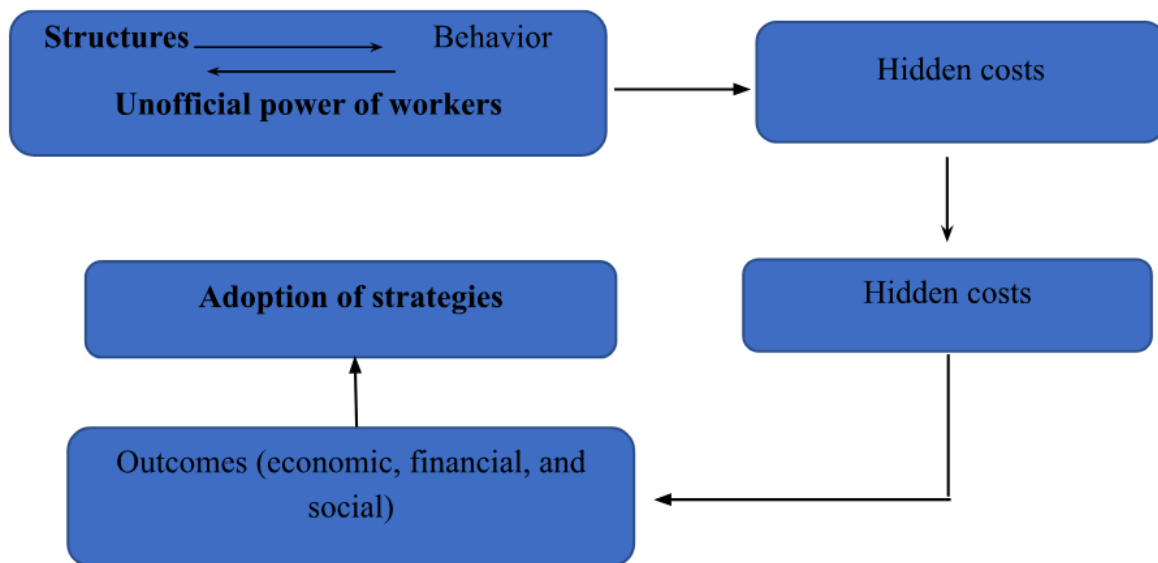 Structures Behavior
Unofficial power of workers
Hidden costs
Hidden costs
Adoption of strategies
Outcomes (economic, financial, and
social)